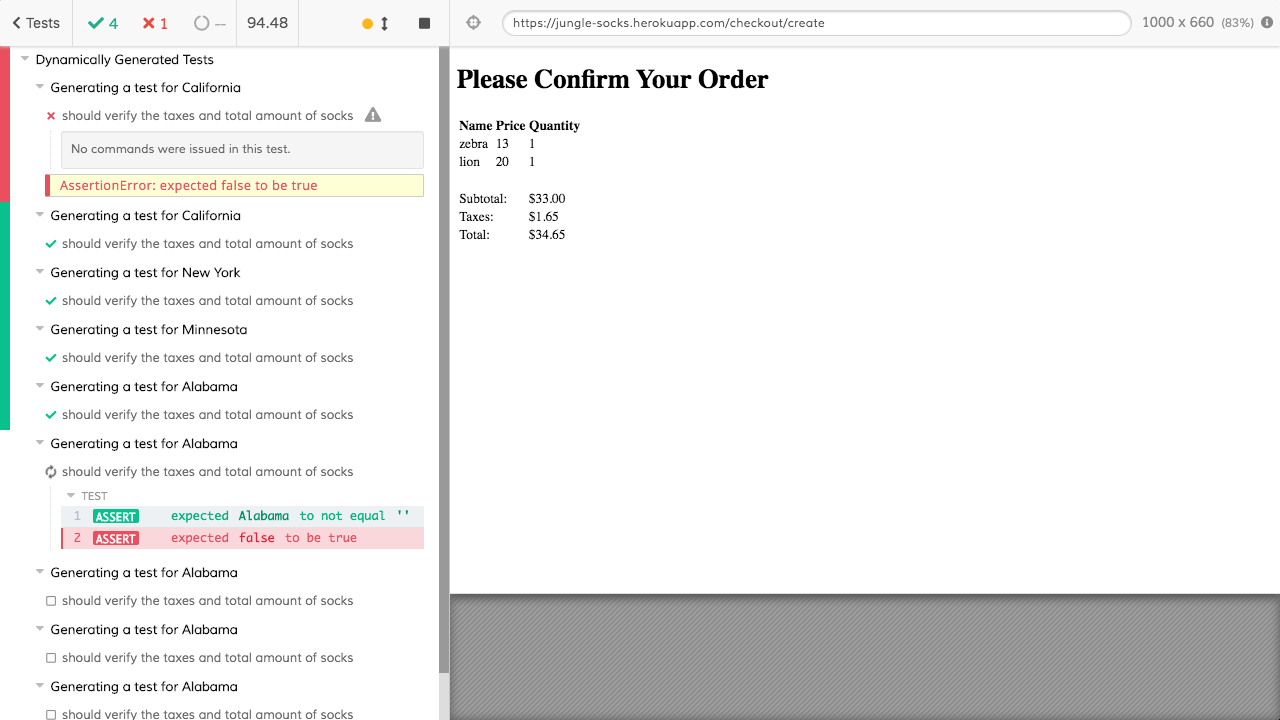 Tests 4 1 -- 94.48 https://jungle-socks.herokuapp.com/checkout/create 1000 x 660 (83%)
Dynamically Generated Tests
Generating a test for California
should verify the taxes and total amount of socks
No commands were issued in this test.
AssertionError: expected false to be true
Generating a test for California
should verify the taxes and total amount of socks
Generating a test for New York
should verify the taxes and total amount of socks
Generating a test for Minnesota
should verify the taxes and total amount of socks
Generating a test for Alabama
should verify the taxes and total amount of socks
Generating a test for Alabama
should verify the taxes and total amount of socks
TEST
1 ASSERT expected Alabama to not equal ''
2 ASSERT expected false to be true
Generating a test for Alabama
should verify the taxes and total amount of socks
Generating a test for Alabama
should verify the taxes and total amount of socks
Generating a test for Alabama
should verify the taxes and total amount of socks
Please Confirm Your Order
Name Price Quantity
zebra 13 1
lion 20 1
Subtotal: $33.00
Taxes: $1.65
Total: $34.65